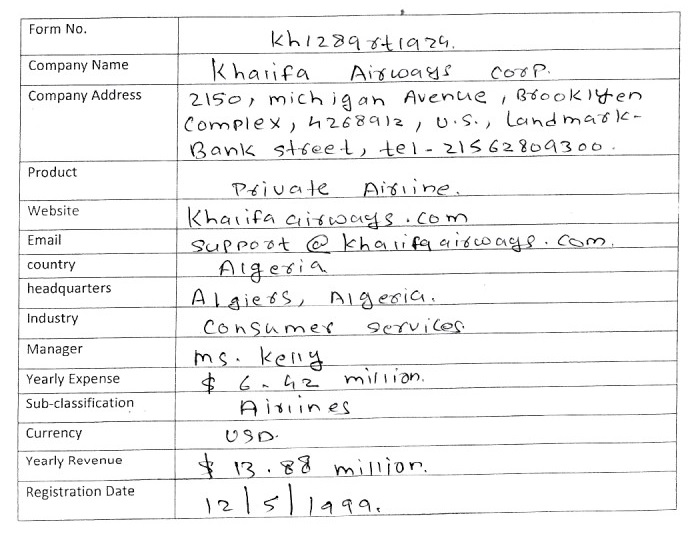 Form No. Kh1289rt1924.
Company Name Khalifa Airways Corp.
Company Address 2150, michigan Avenue, Brooklyen
Complex, 4268912, U.S., Landmark-
Bank street, tel - 21562809300.
Product Private Airline.
Website Khalifaairways.com
Email support@khalifaairways.com.
country Algeria
headquarters Algiers, Algeria.
Industry Consumer services.
Manager ms. Kelly
Yearly Expense $ 6.42 million.
Sub-classification Airlines
Currency USD.
Yearly Revenue $ 13.88 million.
Registration Date 12/5/1999.